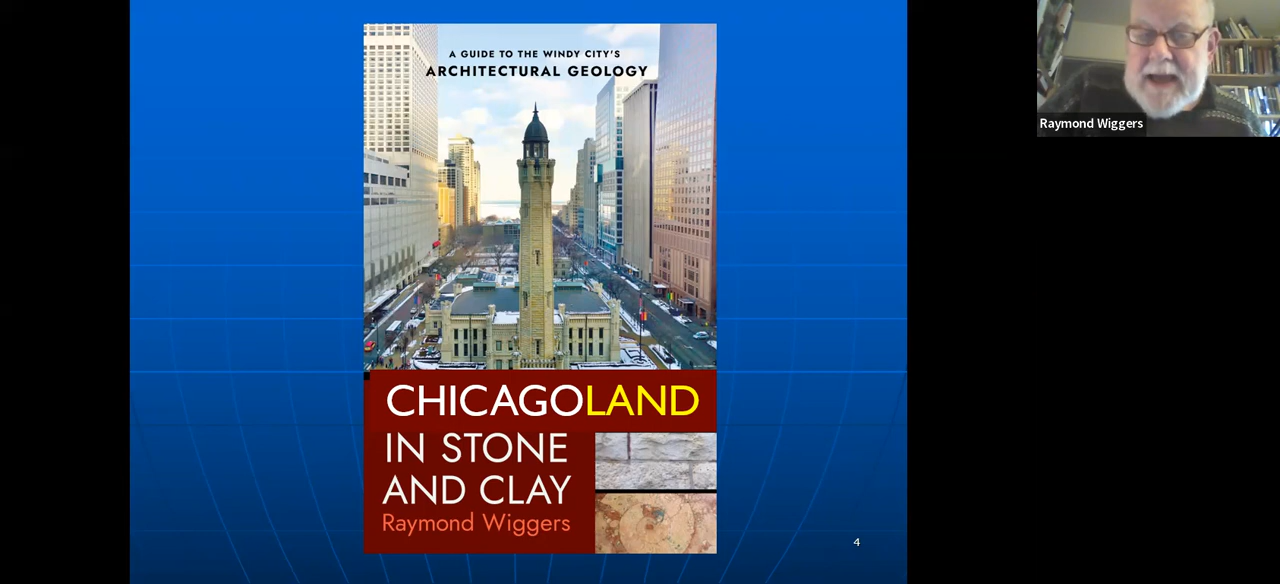 A GUIDE TO THE WINDY CITY'S
ARCHITECTURAL GEOLOGY
CHICAGOLAND
IN STONE
AND CLAY
Raymond Wiggers
4
Raymond Wiggers